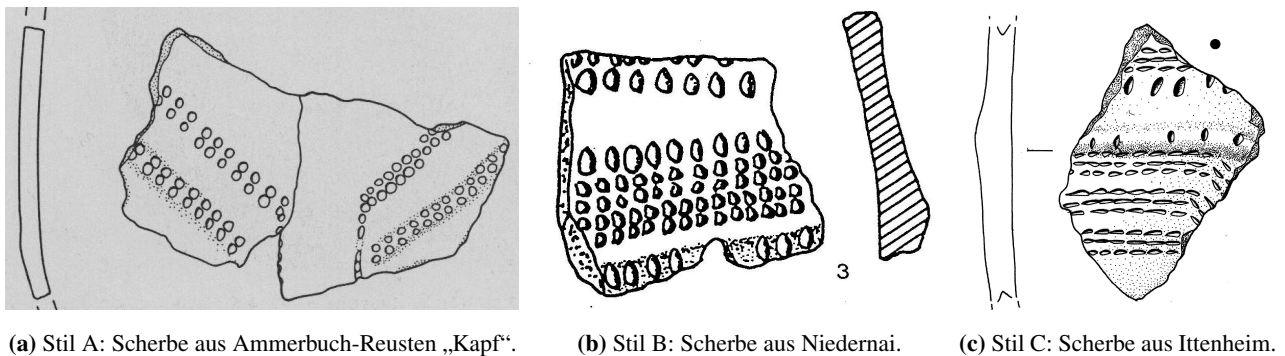 3
(a) Stil A: Scherbe aus Ammerbuch-Reusten „Kapf“.
(b) Stil B: Scherbe aus Niedernai.
(c) Stil C: Scherbe aus Ittenheim.